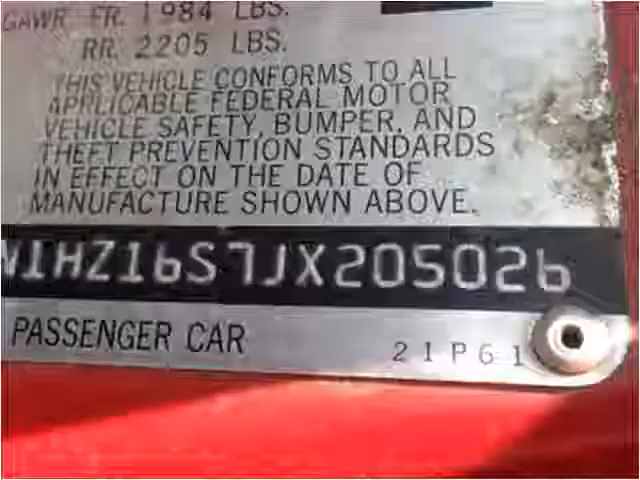 GAWR FR. 1984 LBS.
RR. 2205 LBS.
THIS VEHICLE CONFORMS TO ALL
APPLICABLE FEDERAL MOTOR
VEHICLE SAFETY, BUMPER, AND
THEFT PREVENTION STANDARDS
IN EFFECT ON THE DATE OF
MANUFACTURE SHOWN ABOVE.
N1HZ16S7JX205026
PASSENGER CAR
21P61